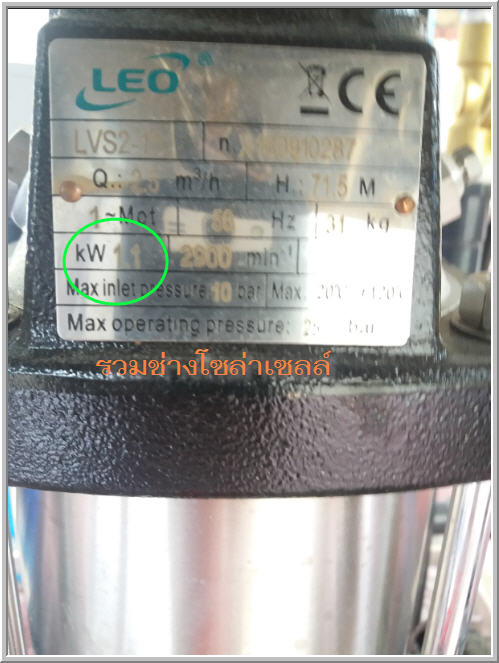 LEO ®
CE
n.
Q.: m³/h H.: 71.5 M
1~Mot 50 Hz 31 kg
kW 1.1 2900 min⁻¹
Max inlet pressure: 10 bar Max.
Max operating pressure: bar
รวมช่างโซล่าเซลล์